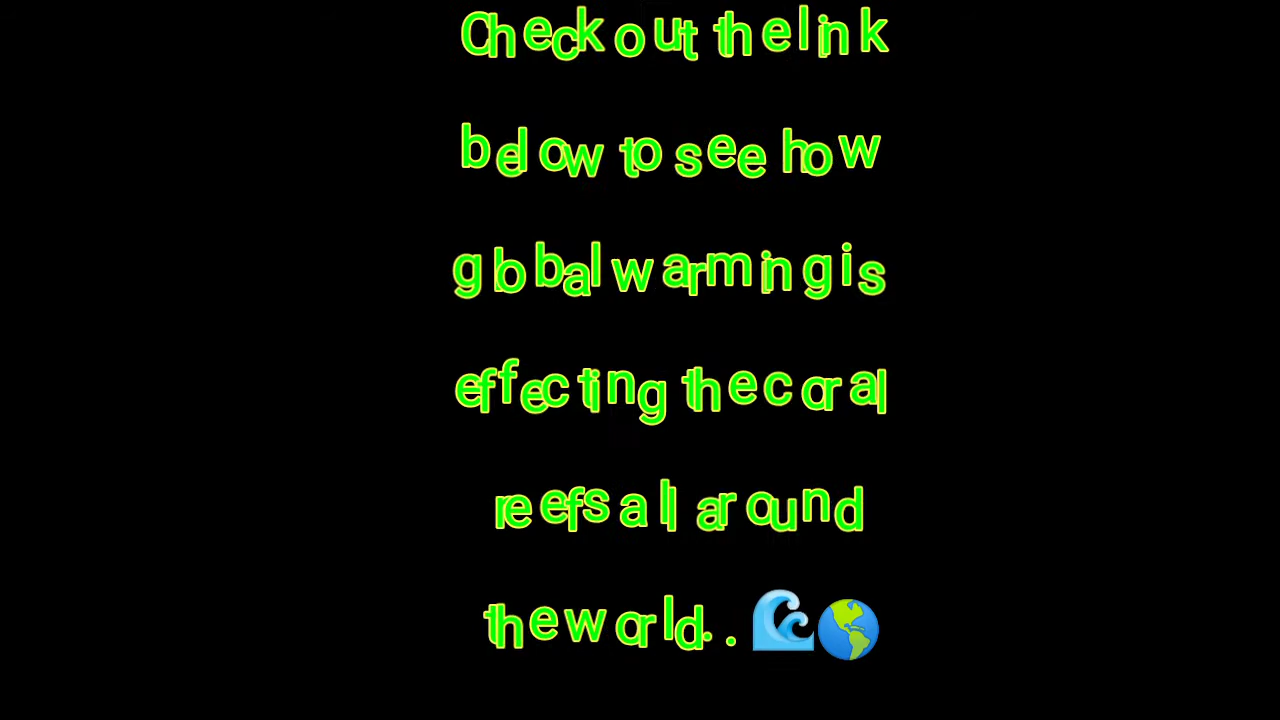 Check out the link
below to see how
global warming is
effecting the coral
reefs all around
the world.. 🌊🌎